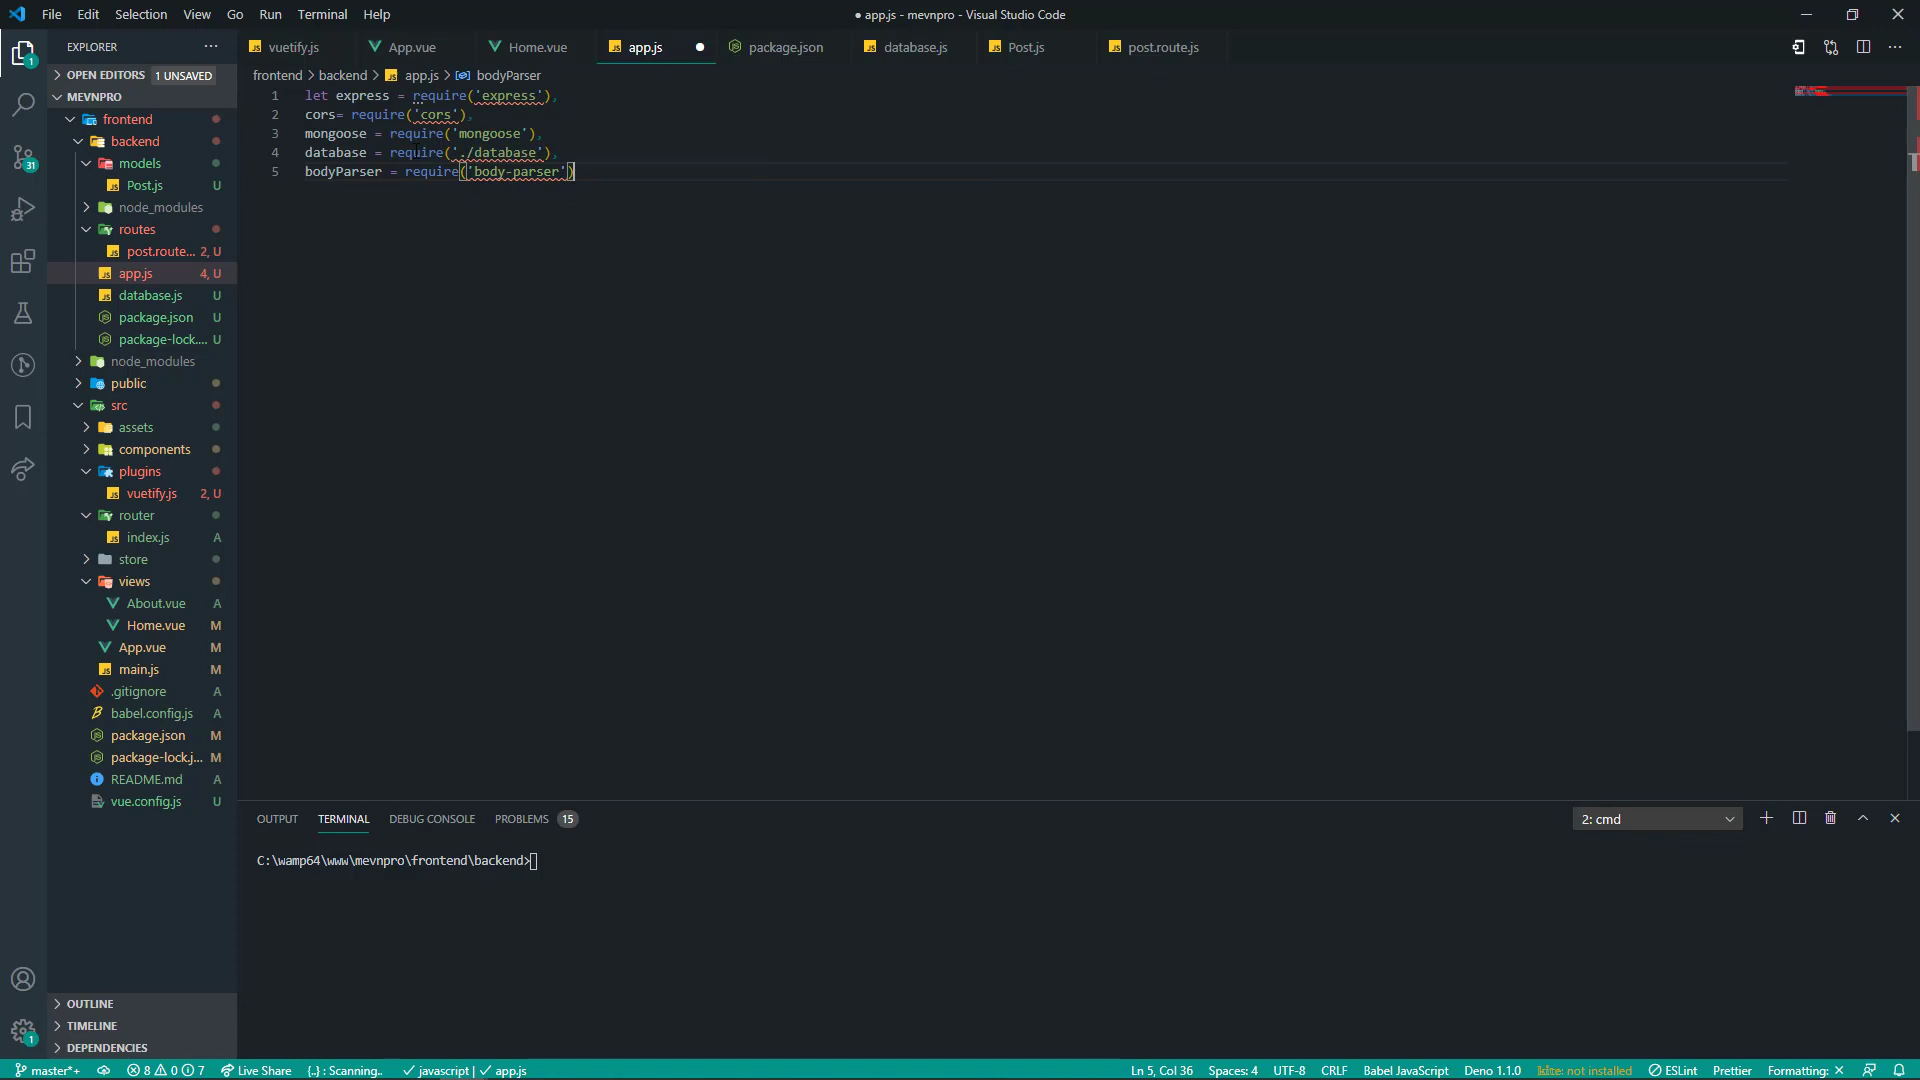 File Edit Selection View Go Run Terminal Help
● app.js - mevnpro - Visual Studio Code
EXPLORER
vuetify.js App.vue Home.vue app.js package.json database.js Post.js post.route.js
OPEN EDITORS 1 UNSAVED
frontend > backend > app.js > bodyParser
MEVNPRO
frontend
backend
models
Post.js
node_modules
routes
post.route... 2, U
app.js 4, U
database.js U
package.json U
package-lock.... U
node_modules
public
src
assets
components
plugins
vuetify.js 2, U
router
index.js A
store
views
About.vue A
Home.vue M
App.vue M
main.js M
.gitignore A
babel.config.js A
package.json M
package-lock.j... M
README.md A
vue.config.js U
OUTLINE
TIMELINE
DEPENDENCIES
1 let express = require('express'),
2 cors= require('cors'),
3 mongoose = require('mongoose'),
4 database = require('./database'),
5 bodyParser = require('body-parser')
OUTPUT TERMINAL DEBUG CONSOLE PROBLEMS 15
2: cmd
C:\wamp64\www\mevnpro\frontend\backend>
1
31
1
master*+ 8 0 7 Live Share {..} : Scanning.. javascript | app.js Ln 5, Col 36 Spaces: 4 UTF-8 CRLF Babel JavaScript Deno 1.1.0 kite: not installed ESLint Prettier Formatting: ×